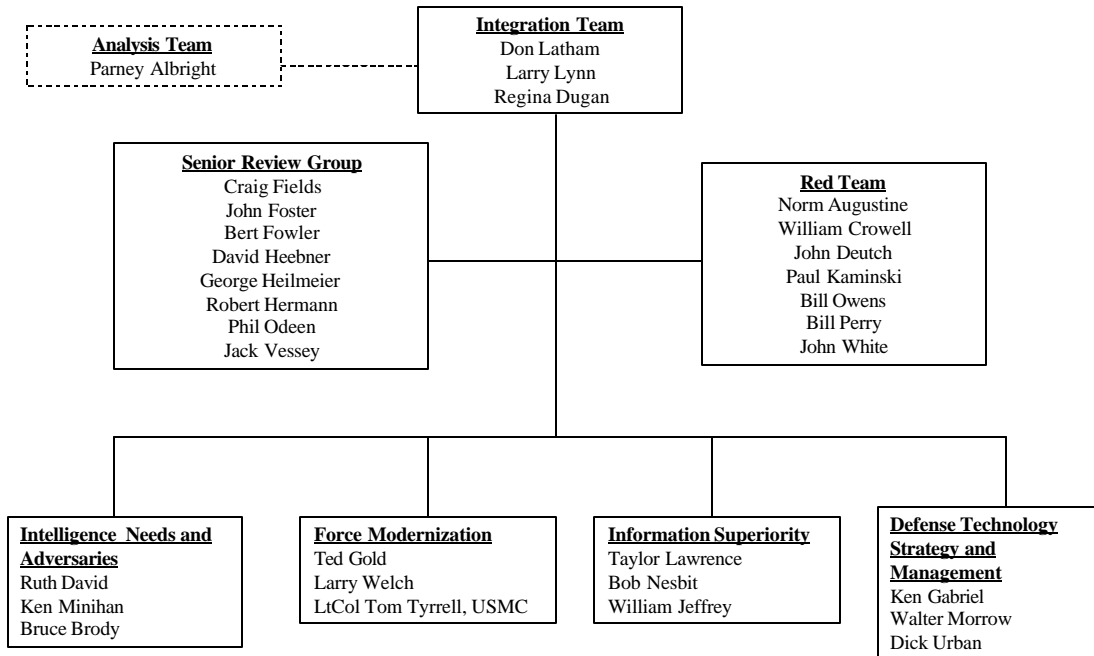 Integration Team
Don Latham
Larry Lynn
Regina Dugan
Analysis Team
Parney Albright
Senior Review Group
Craig Fields
John Foster
Bert Fowler
David Heebner
George Heilmeier
Robert Hermann
Phil Odeen
Jack Vessey
Red Team
Norm Augustine
William Crowell
John Deutch
Paul Kaminski
Bill Owens
Bill Perry
John White
Intelligence Needs and
Adversaries
Ruth David
Ken Minihan
Bruce Brody
Force Modernization
Ted Gold
Larry Welch
LtCol Tom Tyrrell, USMC
Information Superiority
Taylor Lawrence
Bob Nesbit
William Jeffrey
Defense Technology
Strategy and
Management
Ken Gabriel
Walter Morrow
Dick Urban